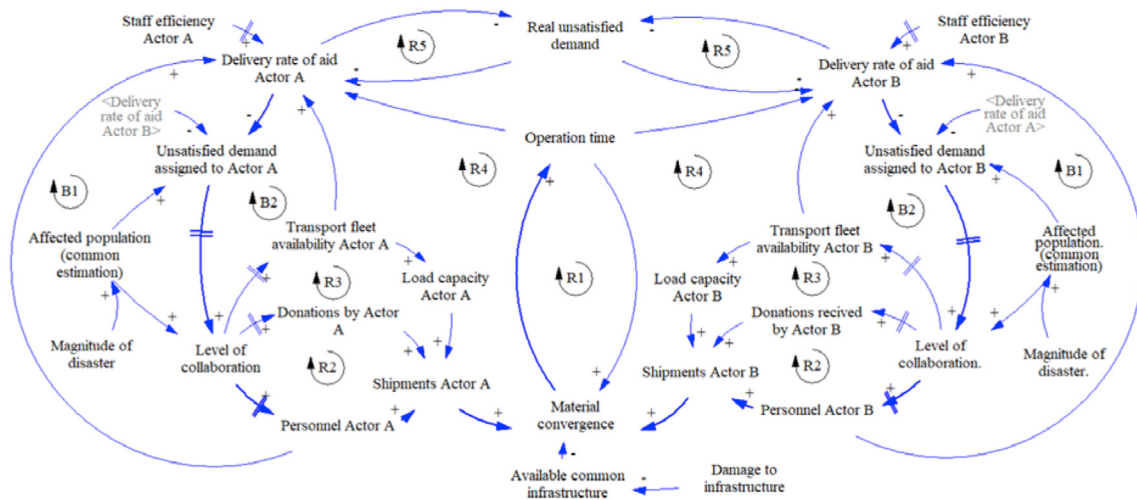 Staff efficiency
Actor A
Real unsatisfied
demand
Staff efficiency
Actor B
R5
R5
Delivery rate of aid
Actor A
Delivery rate of aid
Actor B
<Delivery
rate of aid
Actor B>
<Delivery
rate of aid
Actor A>
Operation time
Unsatisfied demand
assigned to Actor A
Unsatisfied demand
assigned to Actor B
R4
R4
B1
B1
B2
B2
Affected population
(common
estimation)
Transport fleet
availability Actor A
Transport fleet
availability Actor B
Affected
population.
(common
estimation)
R3
R1
R3
Load capacity
Actor A
Load capacity
Actor B
Donations by Actor
A
Donations recived
by Actor B
Magnitude of
disaster
Level of
collaboration
Level of
collaboration.
Magnitude of
disaster.
R2
R2
Shipments Actor A
Shipments Actor B
Personnel Actor A
Material
convergence
Personnel Actor B
Available common
infrastructure
Damage to
infrastructure